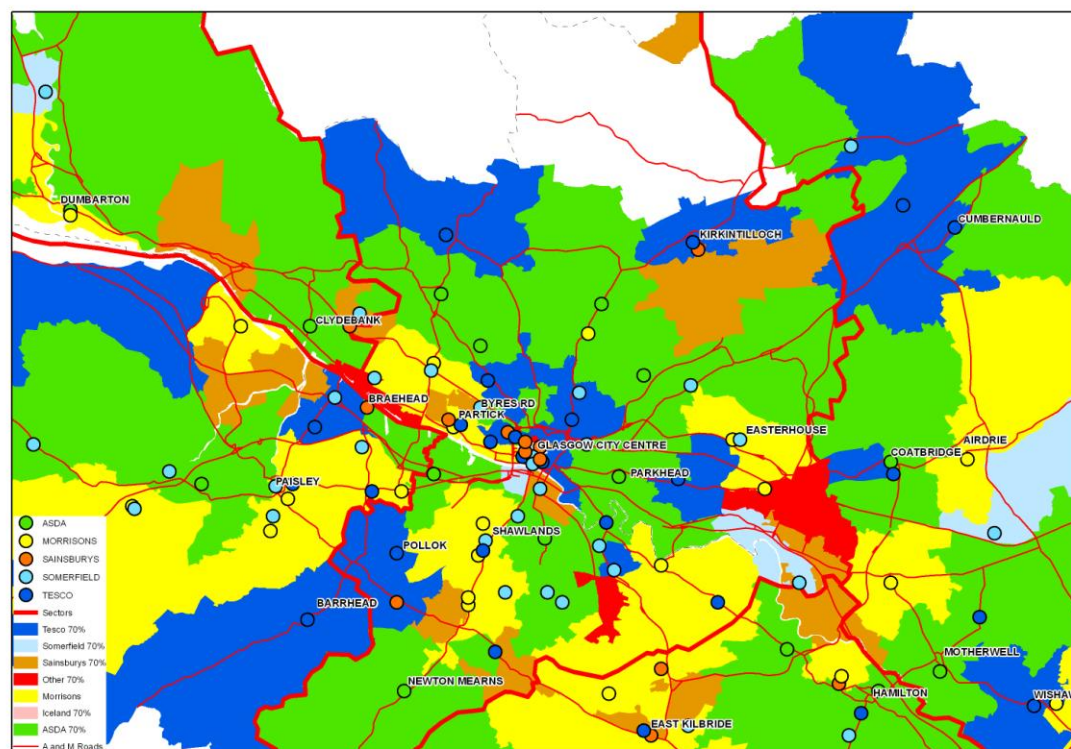 DUMBARTON
CUMBERNAULD
KIRKINTILLOCH
CLYDEBANK
BRAEHEAD
BYRES RD
PARTICK
GLASGOW CITY CENTRE
EASTERHOUSE
AIRDRIE
COATBRIDGE
PARKHEAD
PAISLEY
SHAWLANDS
POLLOK
BARRHEAD
MOTHERWELL
NEWTON MEARNS
HAMILTON
WISHAW
EAST KILBRIDE
ASDA
MORRISONS
SAINSBURYS
SOMERFIELD
TESCO
Sectors
Tesco 70%
Somerfield 70%
Sainsburys 70%
Other 70%
Morrisons
Iceland 70%
ASDA 70%
A and M Roads